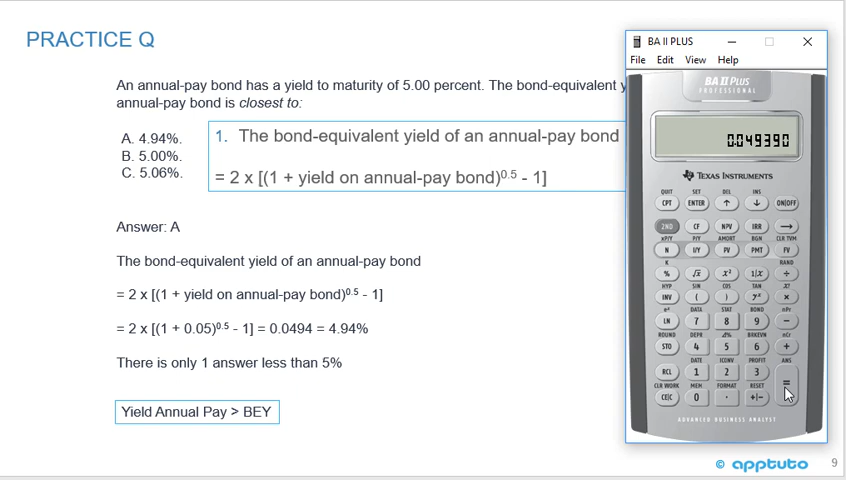 PRACTICE Q
An annual-pay bond has a yield to maturity of 5.00 percent. The bond-equivalent y
annual-pay bond is closest to:
A. 4.94%.
B. 5.00%.
C. 5.06%.
1. The bond-equivalent yield of an annual-pay bond
= 2 x [(1 + yield on annual-pay bond)^0.5 - 1]
Answer: A
The bond-equivalent yield of an annual-pay bond
= 2 x [(1 + yield on annual-pay bond)^0.5 - 1]
= 2 x [(1 + 0.05)^0.5 - 1] = 0.0494 = 4.94%
There is only 1 answer less than 5%
Yield Annual Pay > BEY
BA II PLUS
File Edit View Help
BA II PLUS
PROFESSIONAL
0.049390
TEXAS INSTRUMENTS
QUIT SET DEL INS
CPT ENTER ↑ ↓ ON|OFF
2ND CF NPV IRR →
xP/Y P/Y AMORT BGN CLR TVM
N I/Y PV PMT FV
K RAND
% √x x² 1/x ÷
HYP SIN COS TAN x!
INV ( ) yˣ ×
eˣ DATA STAT BOND nPr
LN 7 8 9 −
ROUND DEPR Δ% BRKEVN nCr
STO 4 5 6 +
DATE ICONV PROFIT ANS
RCL 1 2 3 =
CLR WORK MEM FORMAT RESET
CE|C 0 . +|−
ADVANCED BUSINESS ANALYST
© apptuto 9